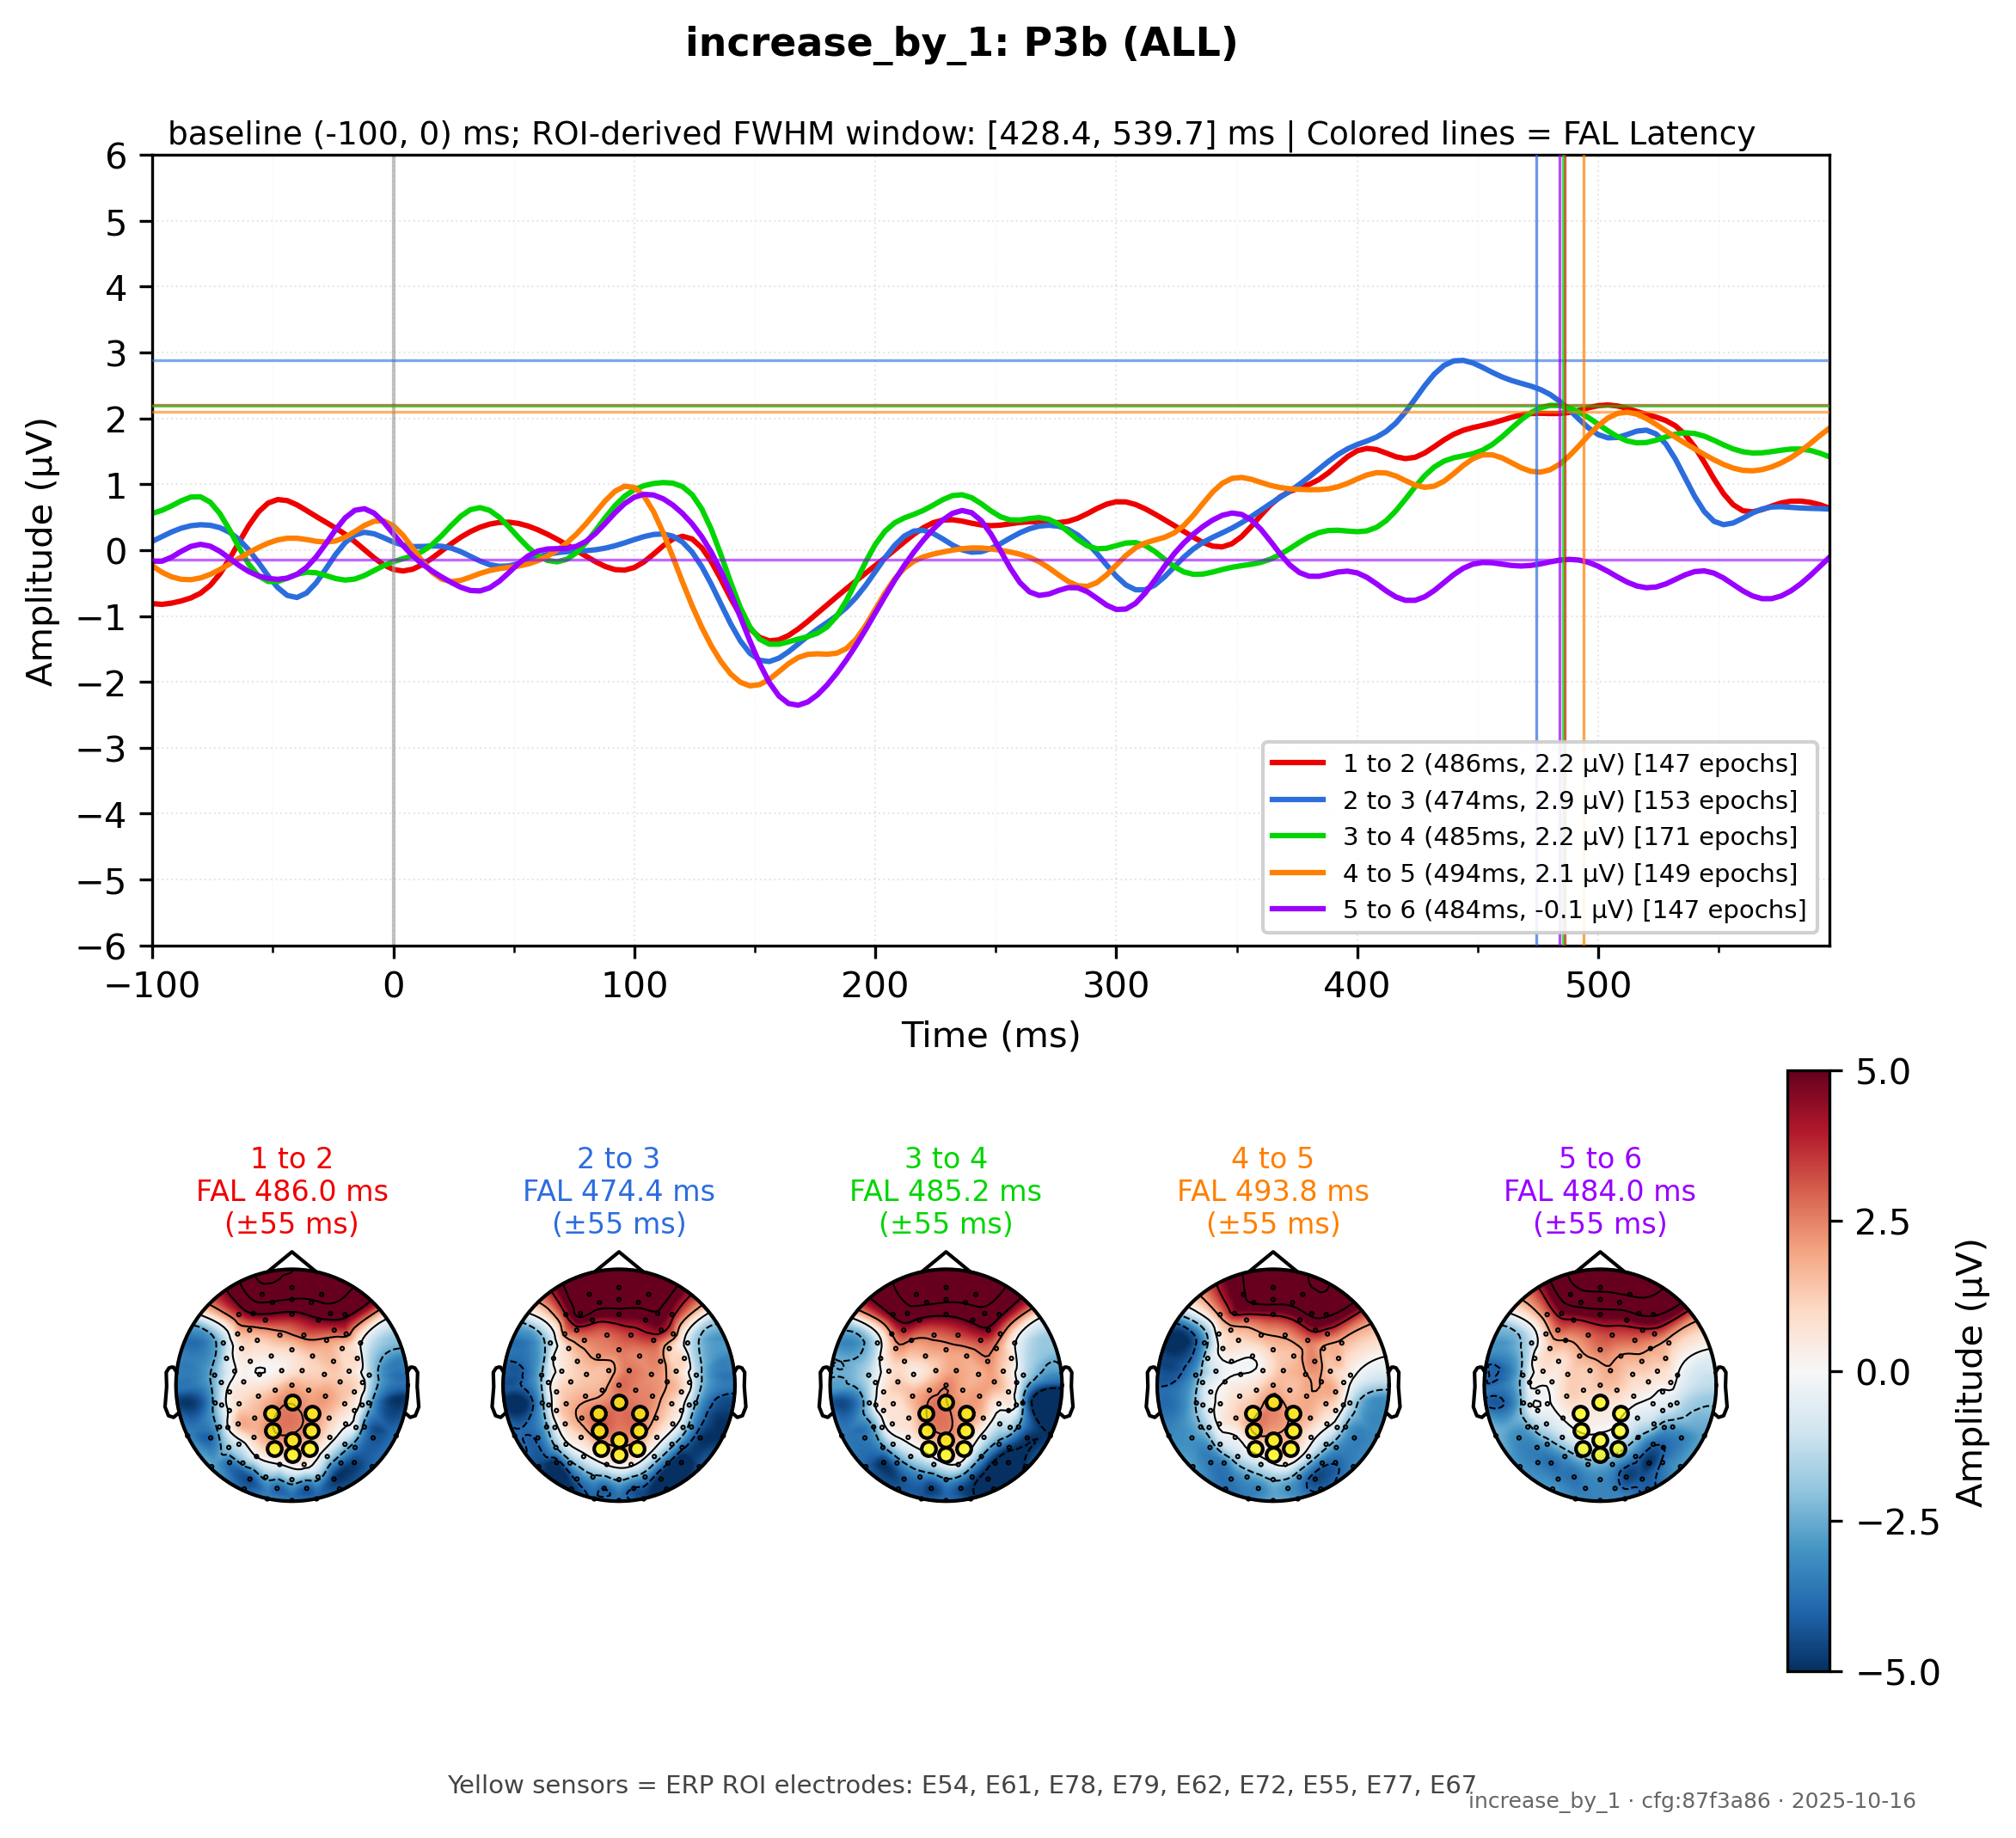 increase_by_1: P3b (ALL)
baseline (-100, 0) ms; ROI-derived FWHM window: [428.4, 539.7] ms | Colored lines = FAL Latency
Amplitude (µV)
6
5
4
3
2
1
0
−1
−2
−3
−4
−5
−6
1 to 2 (486ms, 2.2 µV) [147 epochs]
2 to 3 (474ms, 2.9 µV) [153 epochs]
3 to 4 (485ms, 2.2 µV) [171 epochs]
4 to 5 (494ms, 2.1 µV) [149 epochs]
5 to 6 (484ms, -0.1 µV) [147 epochs]
−100 0 100 200 300 400 500
Time (ms)
1 to 2
FAL 486.0 ms
(±55 ms)
2 to 3
FAL 474.4 ms
(±55 ms)
3 to 4
FAL 485.2 ms
(±55 ms)
4 to 5
FAL 493.8 ms
(±55 ms)
5 to 6
FAL 484.0 ms
(±55 ms)
5.0
2.5
0.0
−2.5
−5.0
Amplitude (µV)
Yellow sensors = ERP ROI electrodes: E54, E61, E78, E79, E62, E72, E55, E77, E67
increase_by_1 · cfg:87f3a86 · 2025-10-16